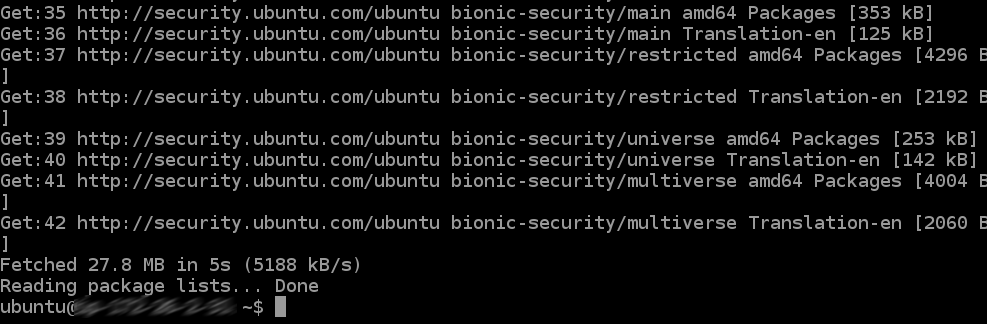 Get:35 http://security.ubuntu.com/ubuntu bionic-security/main amd64 Packages [353 kB]
Get:36 http://security.ubuntu.com/ubuntu bionic-security/main Translation-en [125 kB]
Get:37 http://security.ubuntu.com/ubuntu bionic-security/restricted amd64 Packages [4296 B
]
Get:38 http://security.ubuntu.com/ubuntu bionic-security/restricted Translation-en [2192 B
]
Get:39 http://security.ubuntu.com/ubuntu bionic-security/universe amd64 Packages [253 kB]
Get:40 http://security.ubuntu.com/ubuntu bionic-security/universe Translation-en [142 kB]
Get:41 http://security.ubuntu.com/ubuntu bionic-security/multiverse amd64 Packages [4004 B
]
Get:42 http://security.ubuntu.com/ubuntu bionic-security/multiverse Translation-en [2060 B
]
Fetched 27.8 MB in 5s (5188 kB/s)
Reading package lists... Done
ubuntu@ ~$